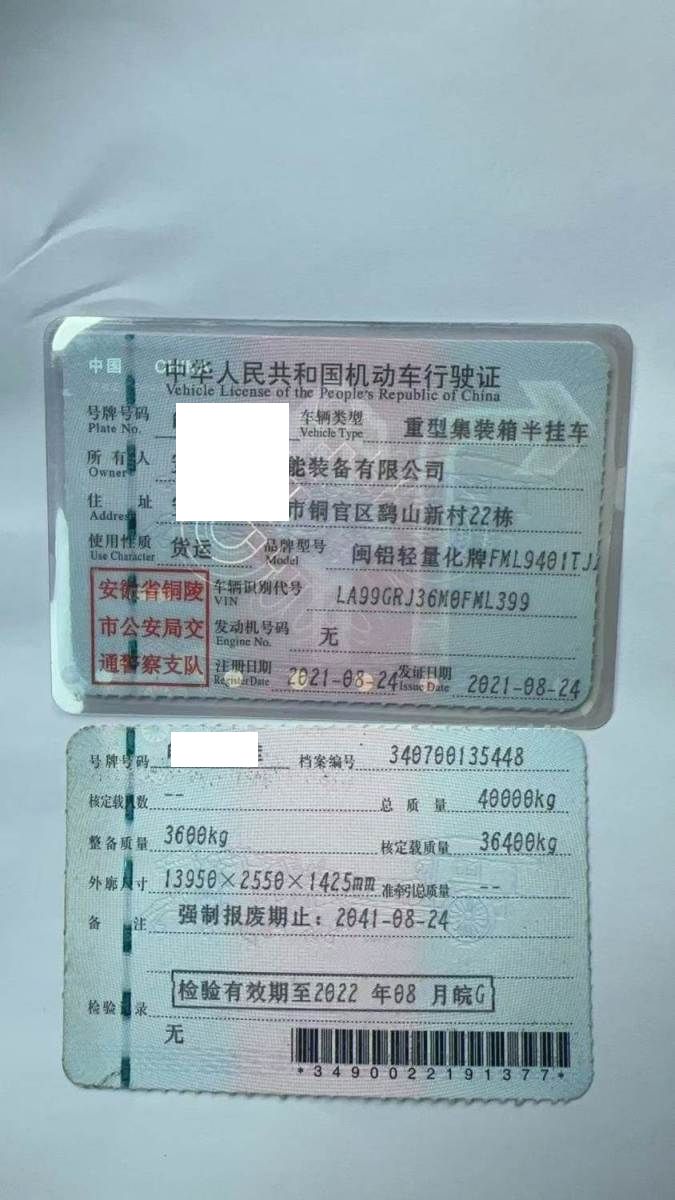 中国 CHINA
中华人民共和国机动车行驶证
Vehicle License of the People's Republic of China
号牌号码 Plate No. 车辆类型 Vehicle Type 重型集装箱半挂车
所有人 Owner 能装备有限公司
住址 Address 市铜官区鹞山新村22栋
使用性质 Use Character 货运 品牌型号 Model 闽铝轻量化牌FML9401TJZ
安徽省铜陵市公安局交通警察支队
车辆识别代号 VIN LA99GRJ36M0FML399
发动机号码 Engine No. 无
注册日期 Register Date 2021-08-24 发证日期 Issue Date 2021-08-24
号牌号码 挂 档案编号 340700135448
核定载人数 -- 总质量 40000kg
整备质量 3600kg 核定载质量 36400kg
外廓尺寸 13950×2550×1425mm 准牵引总质量 --
备注 强制报废期止：2041-08-24
检验记录 检验有效期至2022 年08 月皖G
无
*3490022191377*